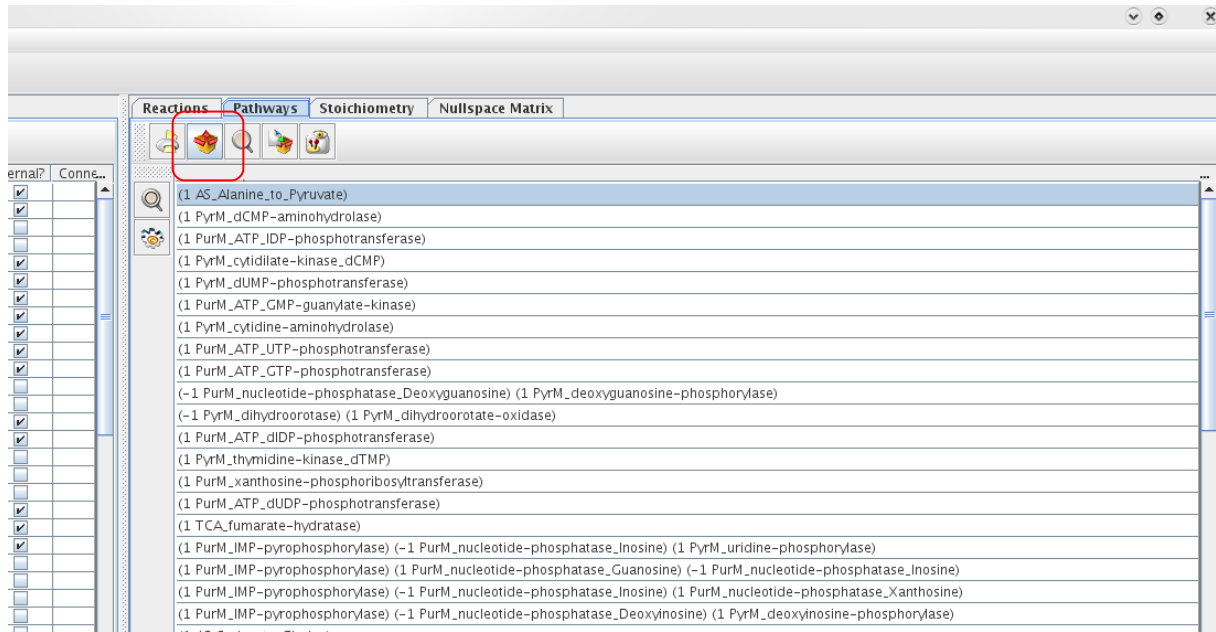 Reactions Pathways Stoichiometry Nullspace Matrix
ernal? Conne...
...
(1 AS_Alanine_to_Pyruvate)
(1 PyrM_dCMP-aminohydrolase)
(1 PurM_ATP_IDP-phosphotransferase)
(1 PyrM_cytidilate-kinase_dCMP)
(1 PyrM_dUMP-phosphotransferase)
(1 PurM_ATP_GMP-guanylate-kinase)
(1 PyrM_cytidine-aminohydrolase)
(1 PurM_ATP_UTP-phosphotransferase)
(1 PurM_ATP_GTP-phosphotransferase)
(-1 PurM_nucleotide-phosphatase_Deoxyguanosine) (1 PyrM_deoxyguanosine-phosphorylase)
(-1 PyrM_dihydroorotase) (1 PyrM_dihydroorotate-oxidase)
(1 PurM_ATP_dIDP-phosphotransferase)
(1 PyrM_thymidine-kinase_dTMP)
(1 PurM_xanthosine-phosphoribosyltransferase)
(1 PurM_ATP_dUDP-phosphotransferase)
(1 TCA_fumarate-hydratase)
(1 PurM_IMP-pyrophosphorylase) (-1 PurM_nucleotide-phosphatase_Inosine) (1 PyrM_uridine-phosphorylase)
(1 PurM_IMP-pyrophosphorylase) (1 PurM_nucleotide-phosphatase_Guanosine) (-1 PurM_nucleotide-phosphatase_Inosine)
(1 PurM_IMP-pyrophosphorylase) (-1 PurM_nucleotide-phosphatase_Inosine) (1 PurM_nucleotide-phosphatase_Xanthosine)
(1 PurM_IMP-pyrophosphorylase) (-1 PurM_nucleotide-phosphatase_Deoxyinosine) (1 PyrM_deoxyinosine-phosphorylase)